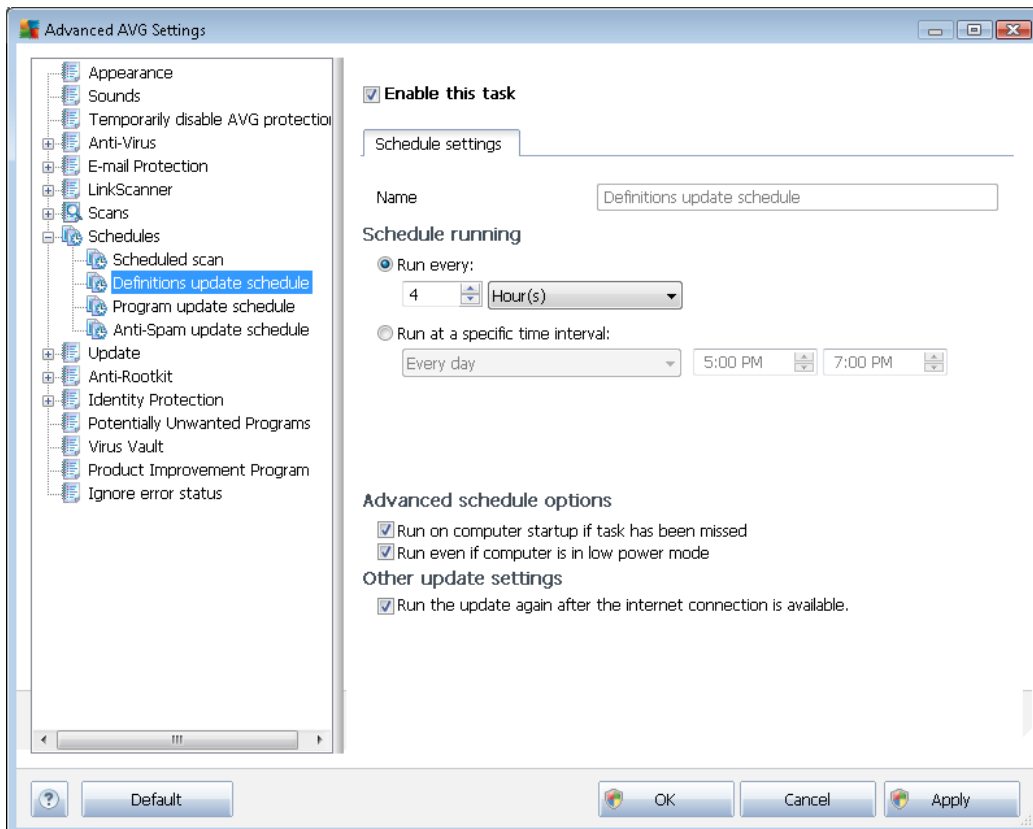 Advanced AVG Settings
Appearance
Sounds
Temporarily disable AVG protection
Anti-Virus
E-mail Protection
LinkScanner
Scans
Schedules
Scheduled scan
Definitions update schedule
Program update schedule
Anti-Spam update schedule
Update
Anti-Rootkit
Identity Protection
Potentially Unwanted Programs
Virus Vault
Product Improvement Program
Ignore error status
Enable this task
Schedule settings
Name Definitions update schedule
Schedule running
Run every:
4 Hour(s)
Run at a specific time interval:
Every day 5:00 PM 7:00 PM
Advanced schedule options
Run on computer startup if task has been missed
Run even if computer is in low power mode
Other update settings
Run the update again after the internet connection is available.
? Default OK Cancel Apply